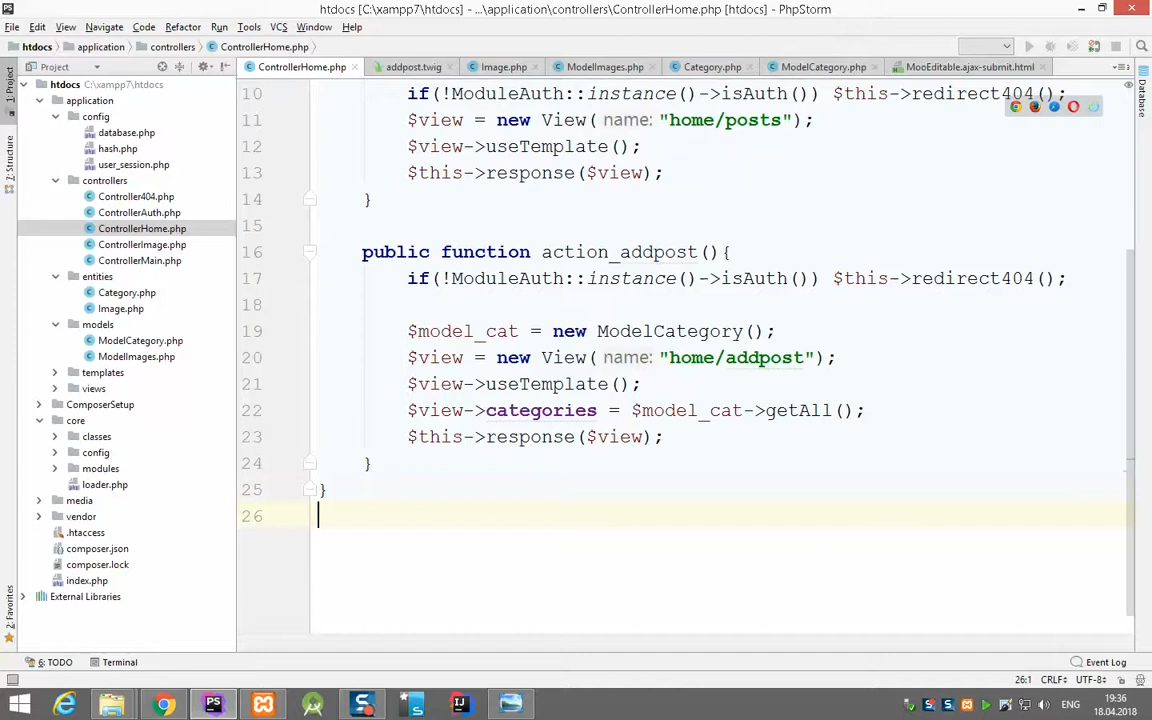 htdocs [C:\xampp7\htdocs] - ...\application\controllers\ControllerHome.php [htdocs] - PhpStorm
File Edit View Navigate Code Refactor Run Tools VCS Window Help
htdocs application controllers ControllerHome.php
Project
ControllerHome.php addpost.twig Image.php ModelImages.php Category.php ModelCategory.php MooEditable.ajax-submit.html
1: Project
Structure
2: Favorites
Database
htdocs C:\xampp7\htdocs
application
config
database.php
hash.php
user_session.php
controllers
Controller404.php
ControllerAuth.php
ControllerHome.php
ControllerImage.php
ControllerMain.php
entities
Category.php
Image.php
models
ModelCategory.php
ModelImages.php
templates
views
ComposerSetup
core
classes
config
modules
loader.php
media
vendor
.htaccess
composer.json
composer.lock
index.php
External Libraries
10 if(!ModuleAuth::instance()->isAuth()) $this->redirect404();
11 $view = new View( name: "home/posts");
12 $view->useTemplate();
13 $this->response($view);
14 }
15
16 public function action_addpost(){
17 if(!ModuleAuth::instance()->isAuth()) $this->redirect404();
18
19 $model_cat = new ModelCategory();
20 $view = new View( name: "home/addpost");
21 $view->useTemplate();
22 $view->categories = $model_cat->getAll();
23 $this->response($view);
24 }
25 }
26
6: TODO Terminal Event Log
26:1 CRLF UTF-8
ENG 19:36
18.04.2018